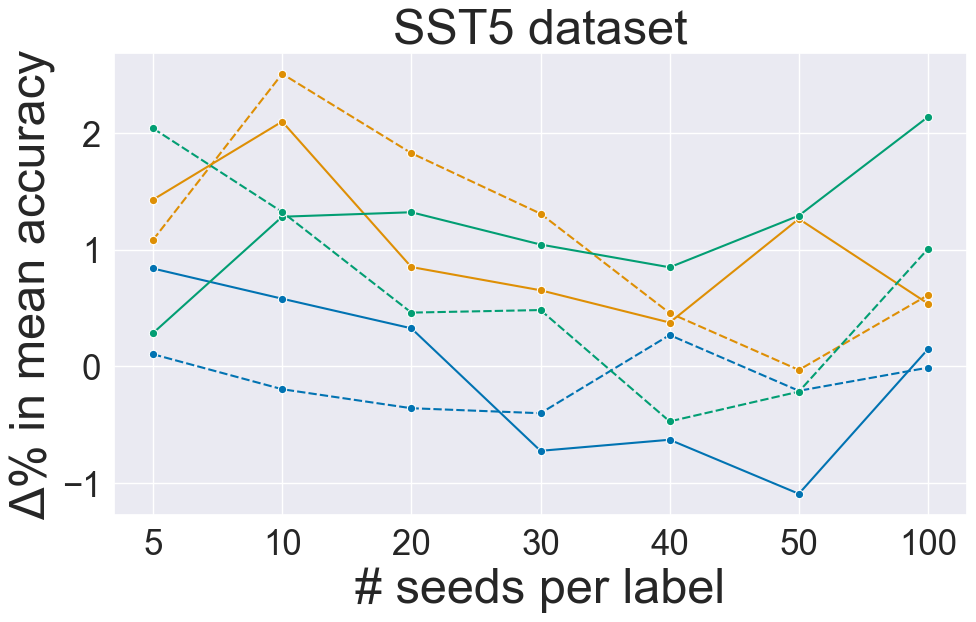 SST5 dataset
Δ% in mean accuracy
2
1
0
−1
5 10 20 30 40 50 100
# seeds per label